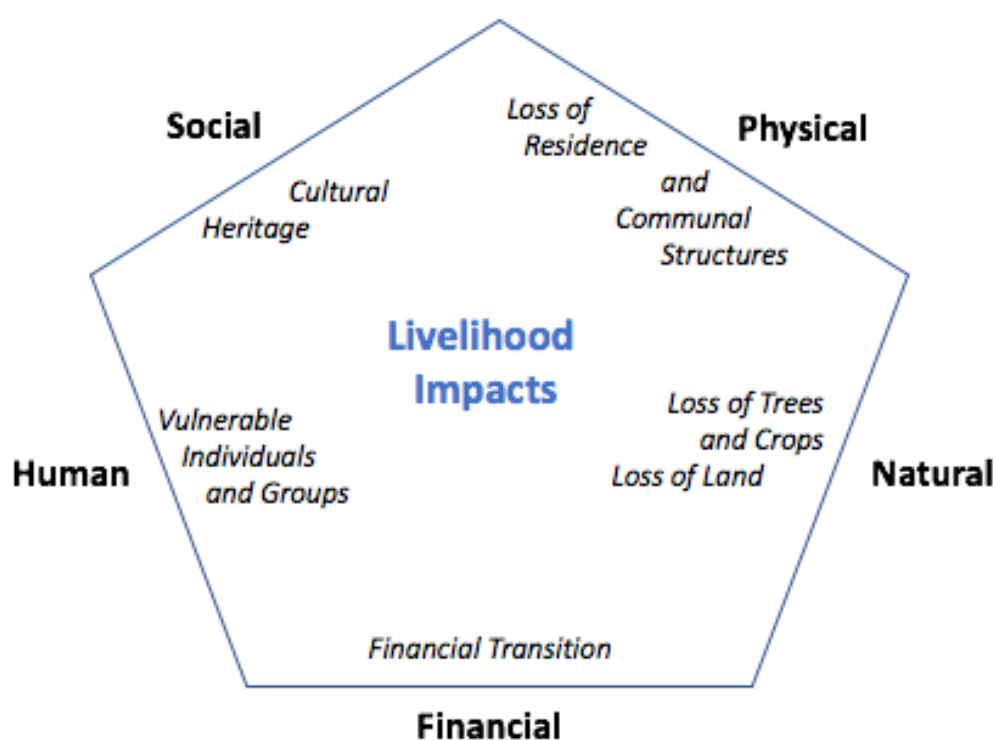 Social
Physical
Loss of
Residence
and
Communal
Structures
Cultural
Heritage
Livelihood
Impacts
Vulnerable
Individuals
and Groups
Human
Loss of Trees
and Crops
Loss of Land
Natural
Financial Transition
Financial